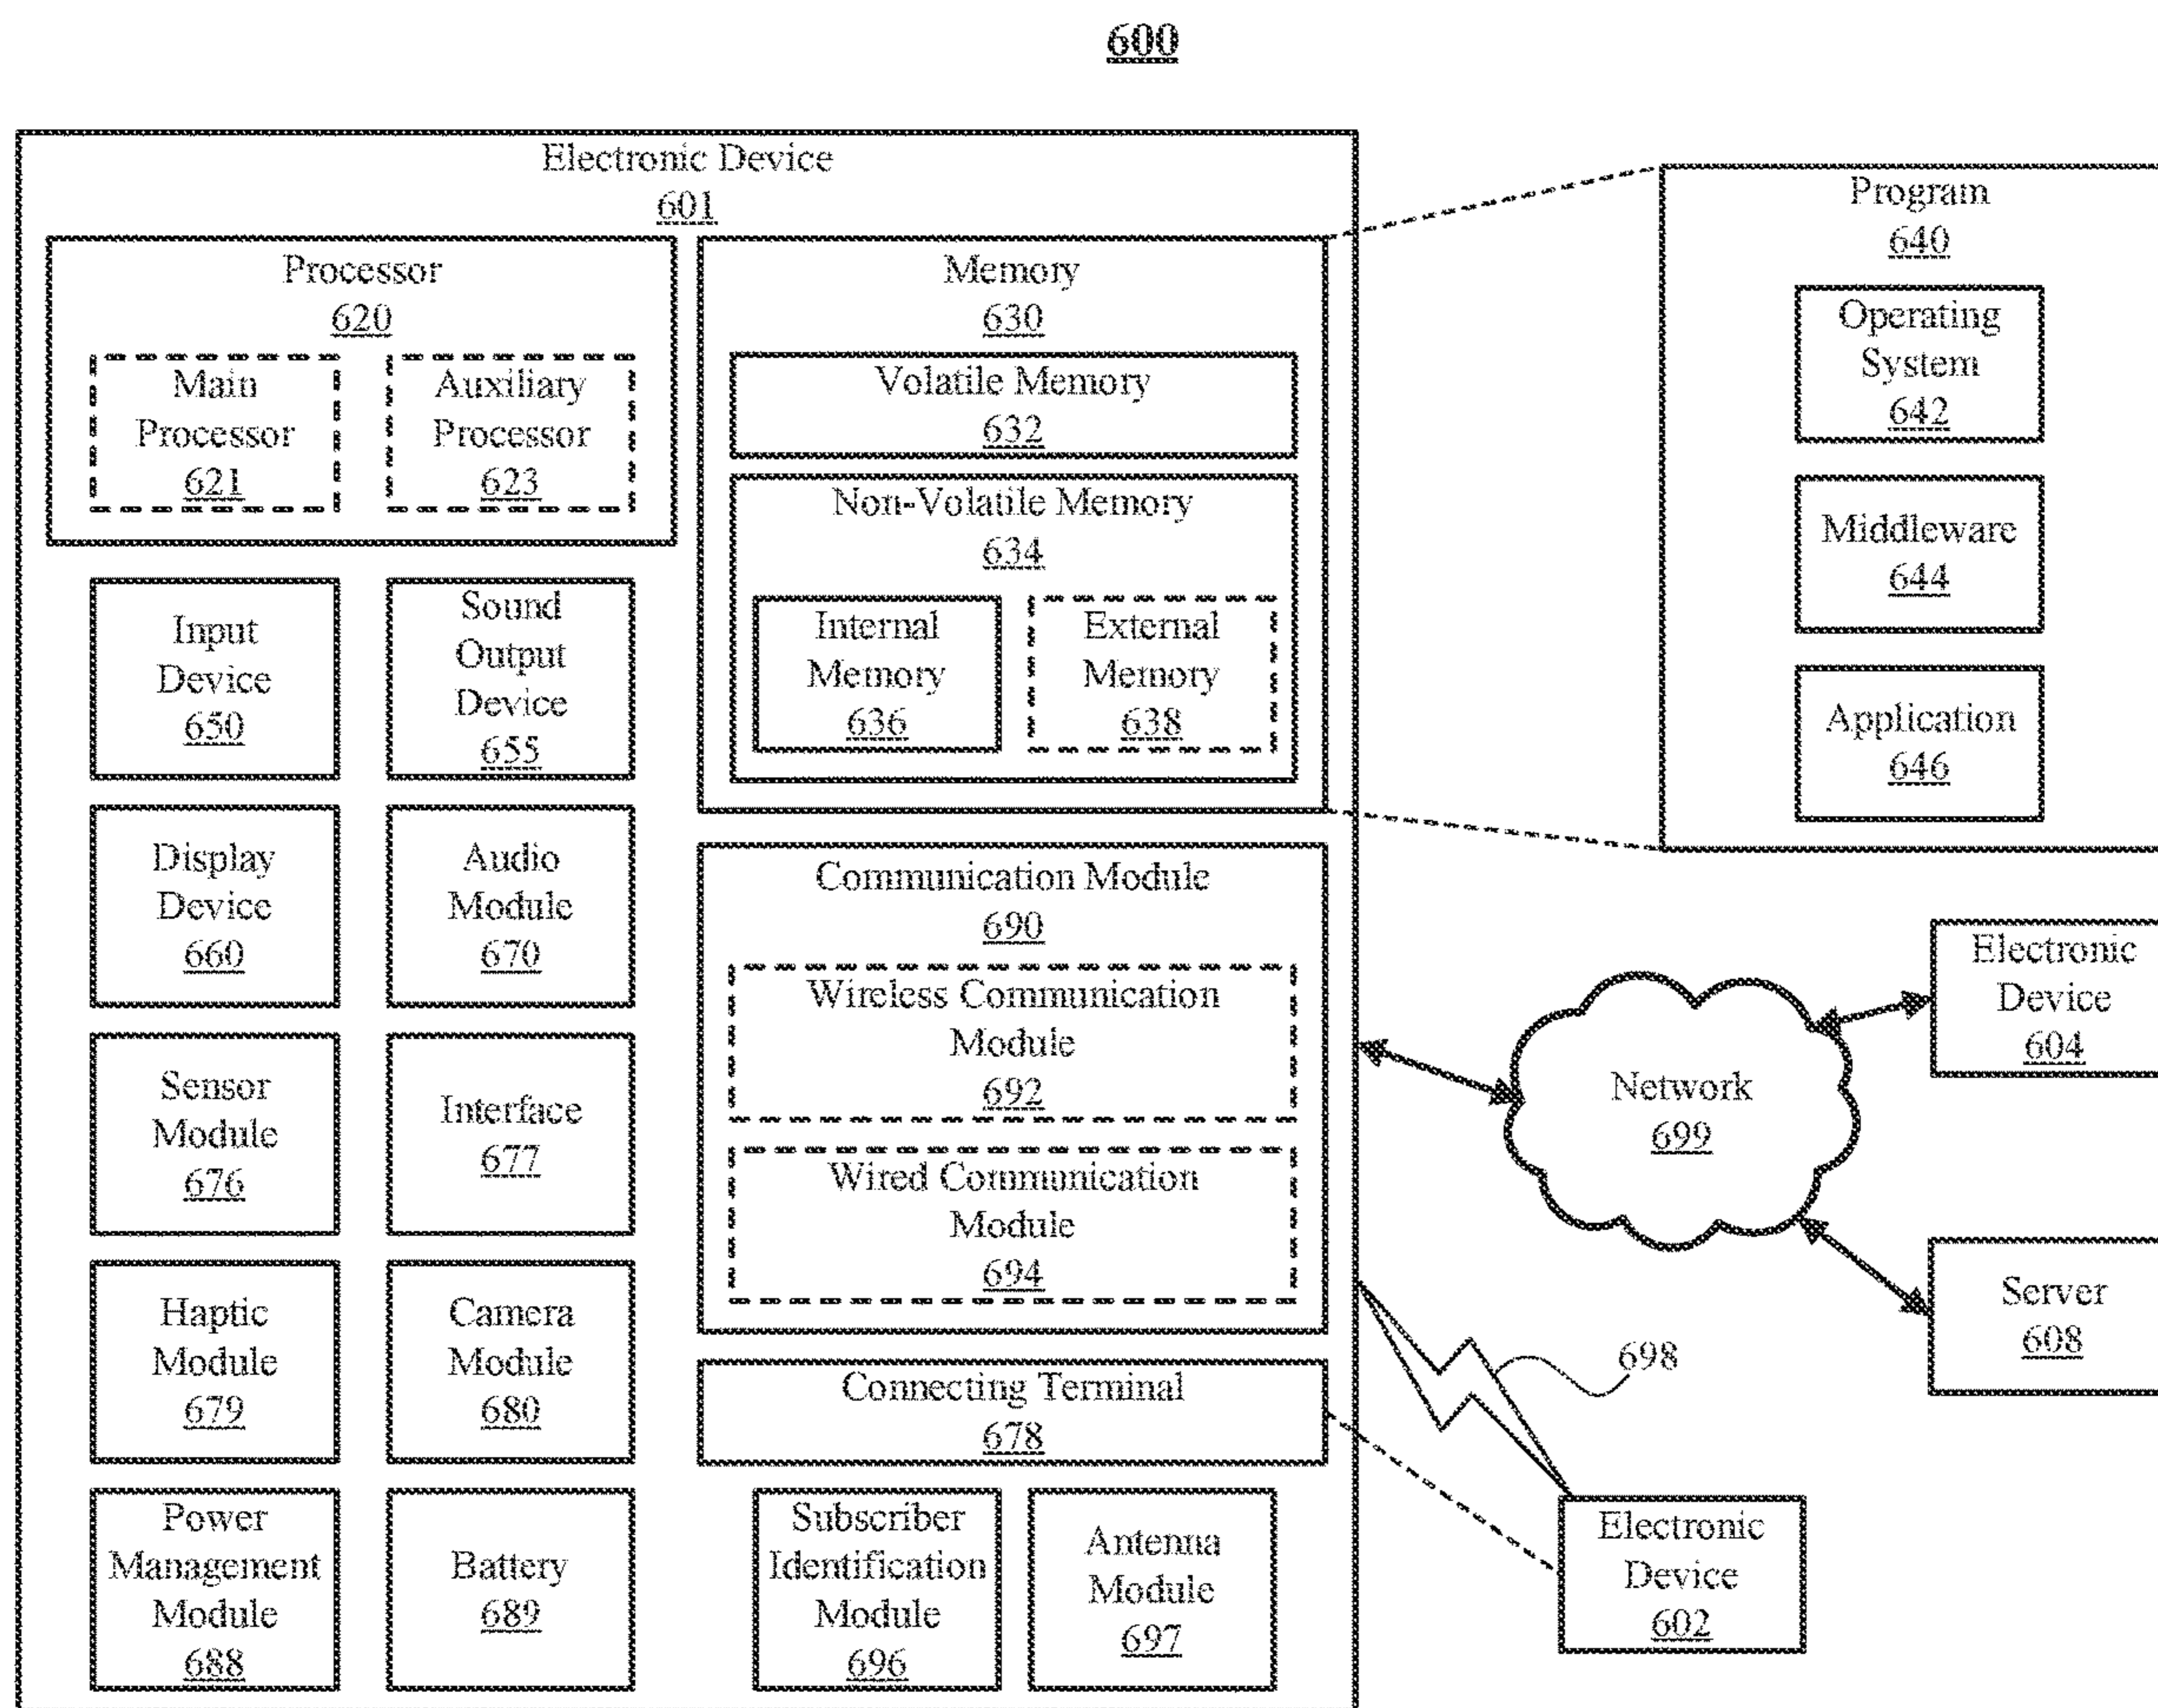 600
Electronic Device
601
Processor
620
Main
Processor
621
Auxiliary
Processor
623
Memory
630
Volatile Memory
632
Non-Volatile Memory
634
Internal
Memory
636
External
Memory
638
Program
640
Operating
System
642
Middleware
644
Application
646
Input
Device
650
Sound
Output
Device
655
Display
Device
660
Audio
Module
670
Sensor
Module
676
Interface
677
Haptic
Module
679
Camera
Module
680
Power
Management
Module
688
Battery
689
Communication Module
690
Wireless Communication
Module
692
Wired Communication
Module
694
Connecting Terminal
678
Subscriber
Identification
Module
696
Antenna
Module
697
Network
699
Electronic
Device
604
Server
608
698
Electronic
Device
602